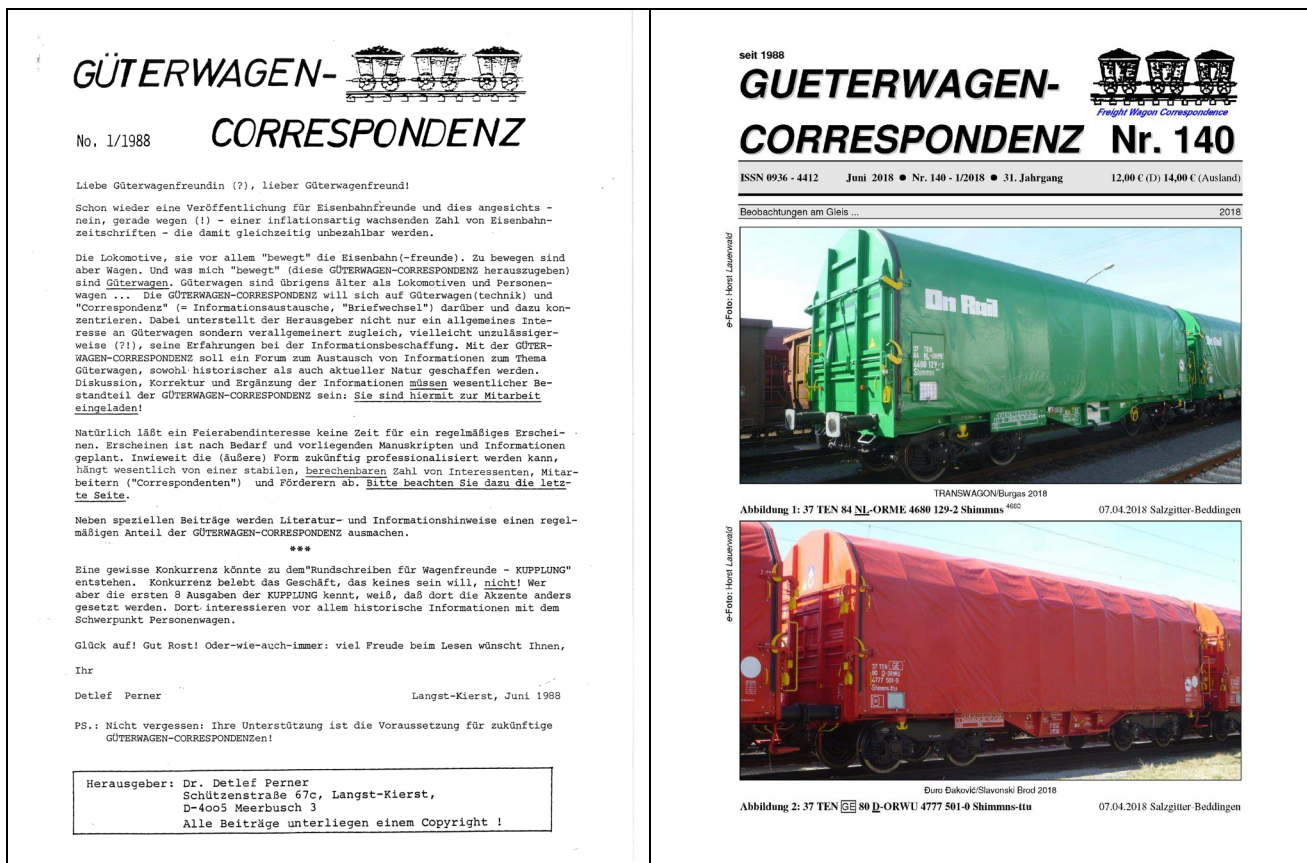 GÜTERWAGEN-
No. 1/1988
CORRESPONDENZ
Liebe Güterwagenfreundin (?), lieber Güterwagenfreund!
Schon wieder eine Veröffentlichung für Eisenbahnfreunde und dies angesichts -
nein, gerade wegen (!) - einer inflationsartig wachsenden Zahl von Eisenbahn-
zeitschriften - die damit gleichzeitig unbezahlbar werden.
Die Lokomotive, sie vor allem "bewegt" die Eisenbahn(-freunde). Zu bewegen sind
aber Wagen. Und was mich "bewegt" (diese GÜTERWAGEN-CORRESPONDENZ herauszugeben)
sind Güterwagen. Güterwagen sind übrigens älter als Lokomotiven und Personen-
wagen ... Die GÜTERWAGEN-CORRESPONDENZ will sich auf Güterwagen(technik) und
"Correspondenz" (= Informationsaustausche, "Briefwechsel") darüber und dazu kon-
zentrieren. Dabei unterstellt der Herausgeber nicht nur ein allgemeines Inte-
resse an Güterwagen sondern verallgemeinert zugleich, vielleicht unzulässiger-
weise (?!), seine Erfahrungen bei der Informationsbeschaffung. Mit der GÜTER-
WAGEN-CORRESPONDENZ soll ein Forum zum Austausch von Informationen zum Thema
Güterwagen, sowohl historischer als auch aktueller Natur geschaffen werden.
Diskussion, Korrektur und Ergänzung der Informationen müssen wesentlicher Be-
standteil der GÜTERWAGEN-CORRESPONDENZ sein: Sie sind hiermit zur Mitarbeit
eingeladen!
Natürlich läßt ein Feierabendinteresse keine Zeit für ein regelmäßiges Erschei-
nen. Erscheinen ist nach Bedarf und vorliegenden Manuskripten und Informationen
geplant. Inwieweit die (äußere) Form zukünftig professionalisiert werden kann,
hängt wesentlich von einer stabilen, berechenbaren Zahl von Interessenten, Mitar-
beitern ("Correspondenten") und Förderern ab. Bitte beachten Sie dazu die letz-
te Seite.
Neben speziellen Beiträge werden Literatur- und Informationshinweise einen regel-
mäßigen Anteil der GÜTERWAGEN-CORRESPONDENZ ausmachen.
***
Eine gewisse Konkurrenz könnte zu dem"Rundschreiben für Wagenfreunde - KUPPLUNG"
entstehen. Konkurrenz belebt das Geschäft, das keines sein will, nicht! Wer
aber die ersten 8 Ausgaben der KUPPLUNG kennt, weiß, daß dort die Akzente anders
gesetzt werden. Dort interessieren vor allem historische Informationen mit dem
Schwerpunkt Personenwagen.
Glück auf! Gut Rost! Oder-wie-auch-immer: viel Freude beim Lesen wünscht Ihnen,
Ihr
Detlef Perner Langst-Kierst, Juni 1988
PS.: Nicht vergessen: Ihre Unterstützung ist die Voraussetzung für zukünftige
GÜTERWAGEN-CORRESPONDENZen!
Herausgeber: Dr. Detlef Perner
Schützenstraße 67c, Langst-Kierst,
D-4oo5 Meerbusch 3
Alle Beiträge unterliegen einem Copyright !
seit 1988
GUETERWAGEN-
Freight Wagon Correspondence
CORRESPONDENZ Nr. 140
ISSN 0936 - 4412 Juni 2018 ● Nr. 140 - 1/2018 ● 31. Jahrgang 12,00 € (D) 14,00 € (Ausland)
Beobachtungen am Gleis ... 2018
e-Foto: Horst Lauerwald
On Rail
37 TEN
84 NL-ORME
4680 129-2
Shimmns
TRANSWAGON/Burgas 2018
Abbildung 1: 37 TEN 84 NL-ORME 4680 129-2 Shimmns 4680 07.04.2018 Salzgitter-Beddingen
e-Foto: Horst Lauerwald
37 TEN GE
80 D-ORWU
4777 501-0
Shimmns-ttu
Đuro Đaković/Slavonski Brod 2018
Abbildung 2: 37 TEN GE 80 D-ORWU 4777 501-0 Shimmns-ttu 07.04.2018 Salzgitter-Beddingen